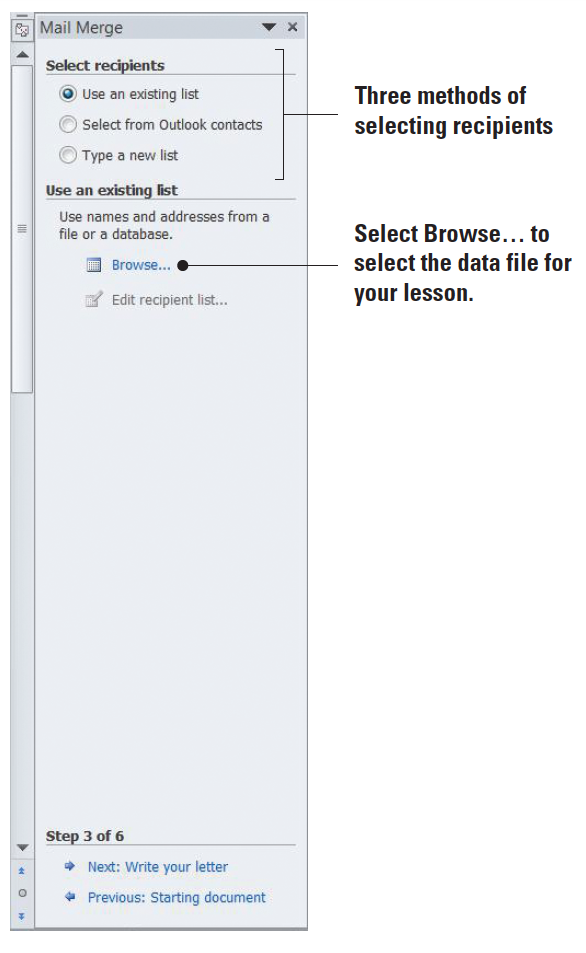 Mail Merge
Select recipients
Use an existing list
Select from Outlook contacts
Type a new list
Three methods of
selecting recipients
Use an existing list
Use names and addresses from a
file or a database.
Browse...
Edit recipient list...
Select Browse… to
select the data file for
your lesson.
Step 3 of 6
Next: Write your letter
Previous: Starting document